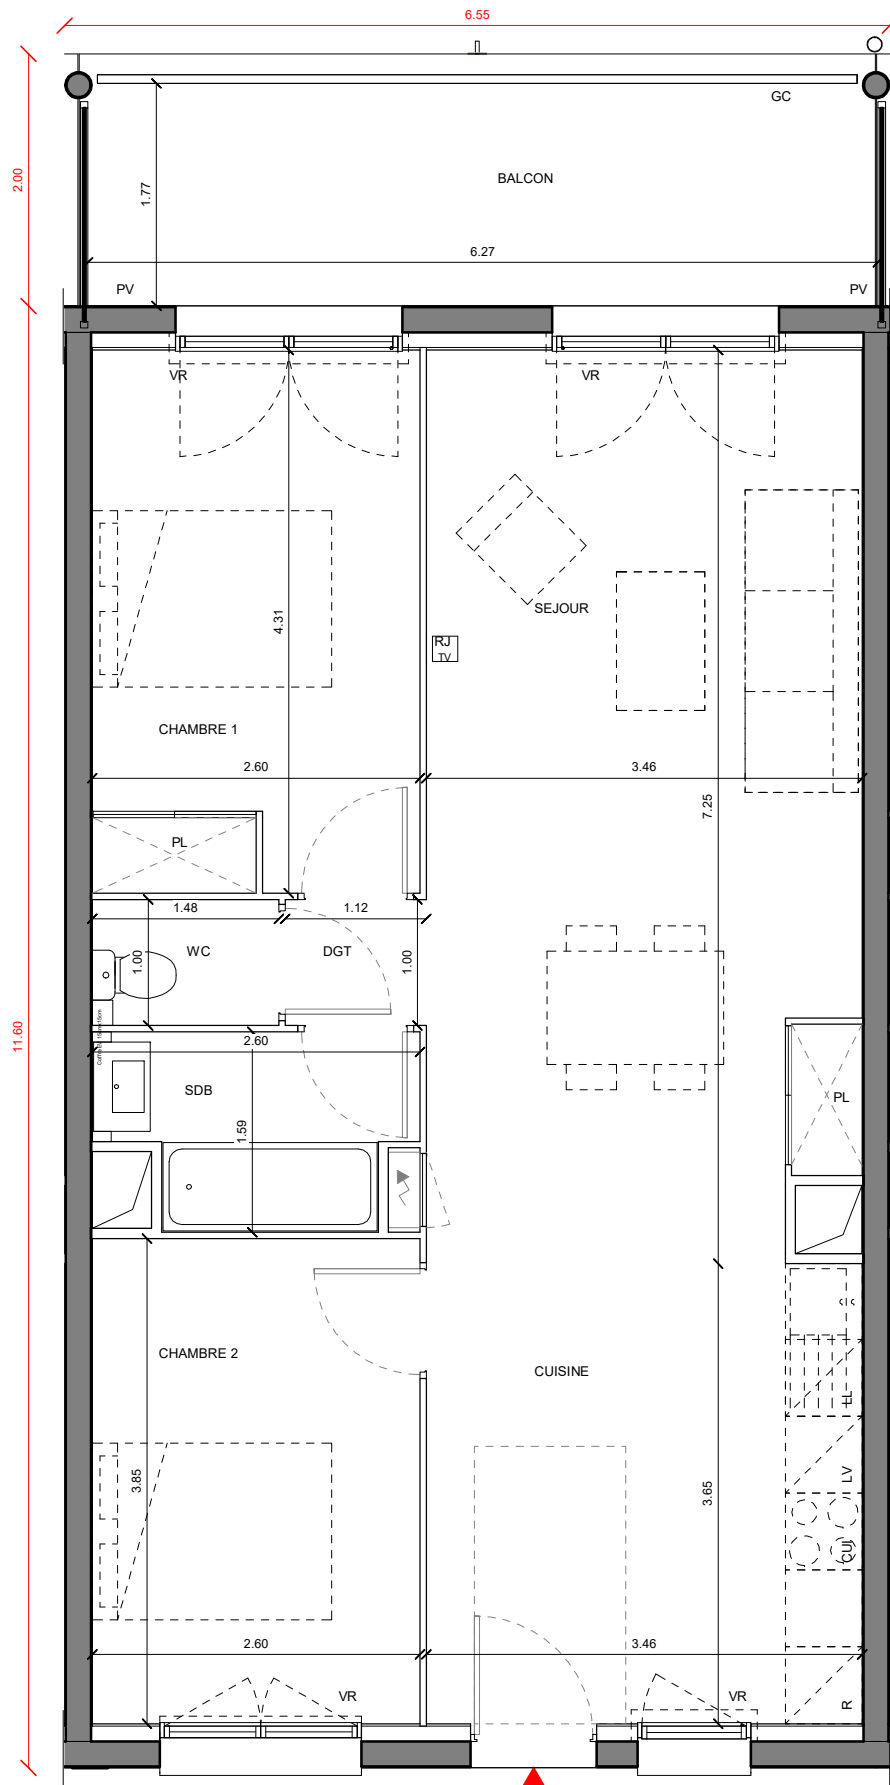 6.55
GC
2.00
1.77
BALCON
6.27
PV
PV
VR
VR
SEJOUR
4.31
RJ
TV
CHAMBRE 1
2.60
3.46
7.25
PL
1.48
1.12
WC
DGT
1.00
1.00
11.60
2.60
SDB
PL
1.59
CHAMBRE 2
CUISINE
LL
LV
3.85
3.65
CUI
2.60
3.46
VR
VR
R